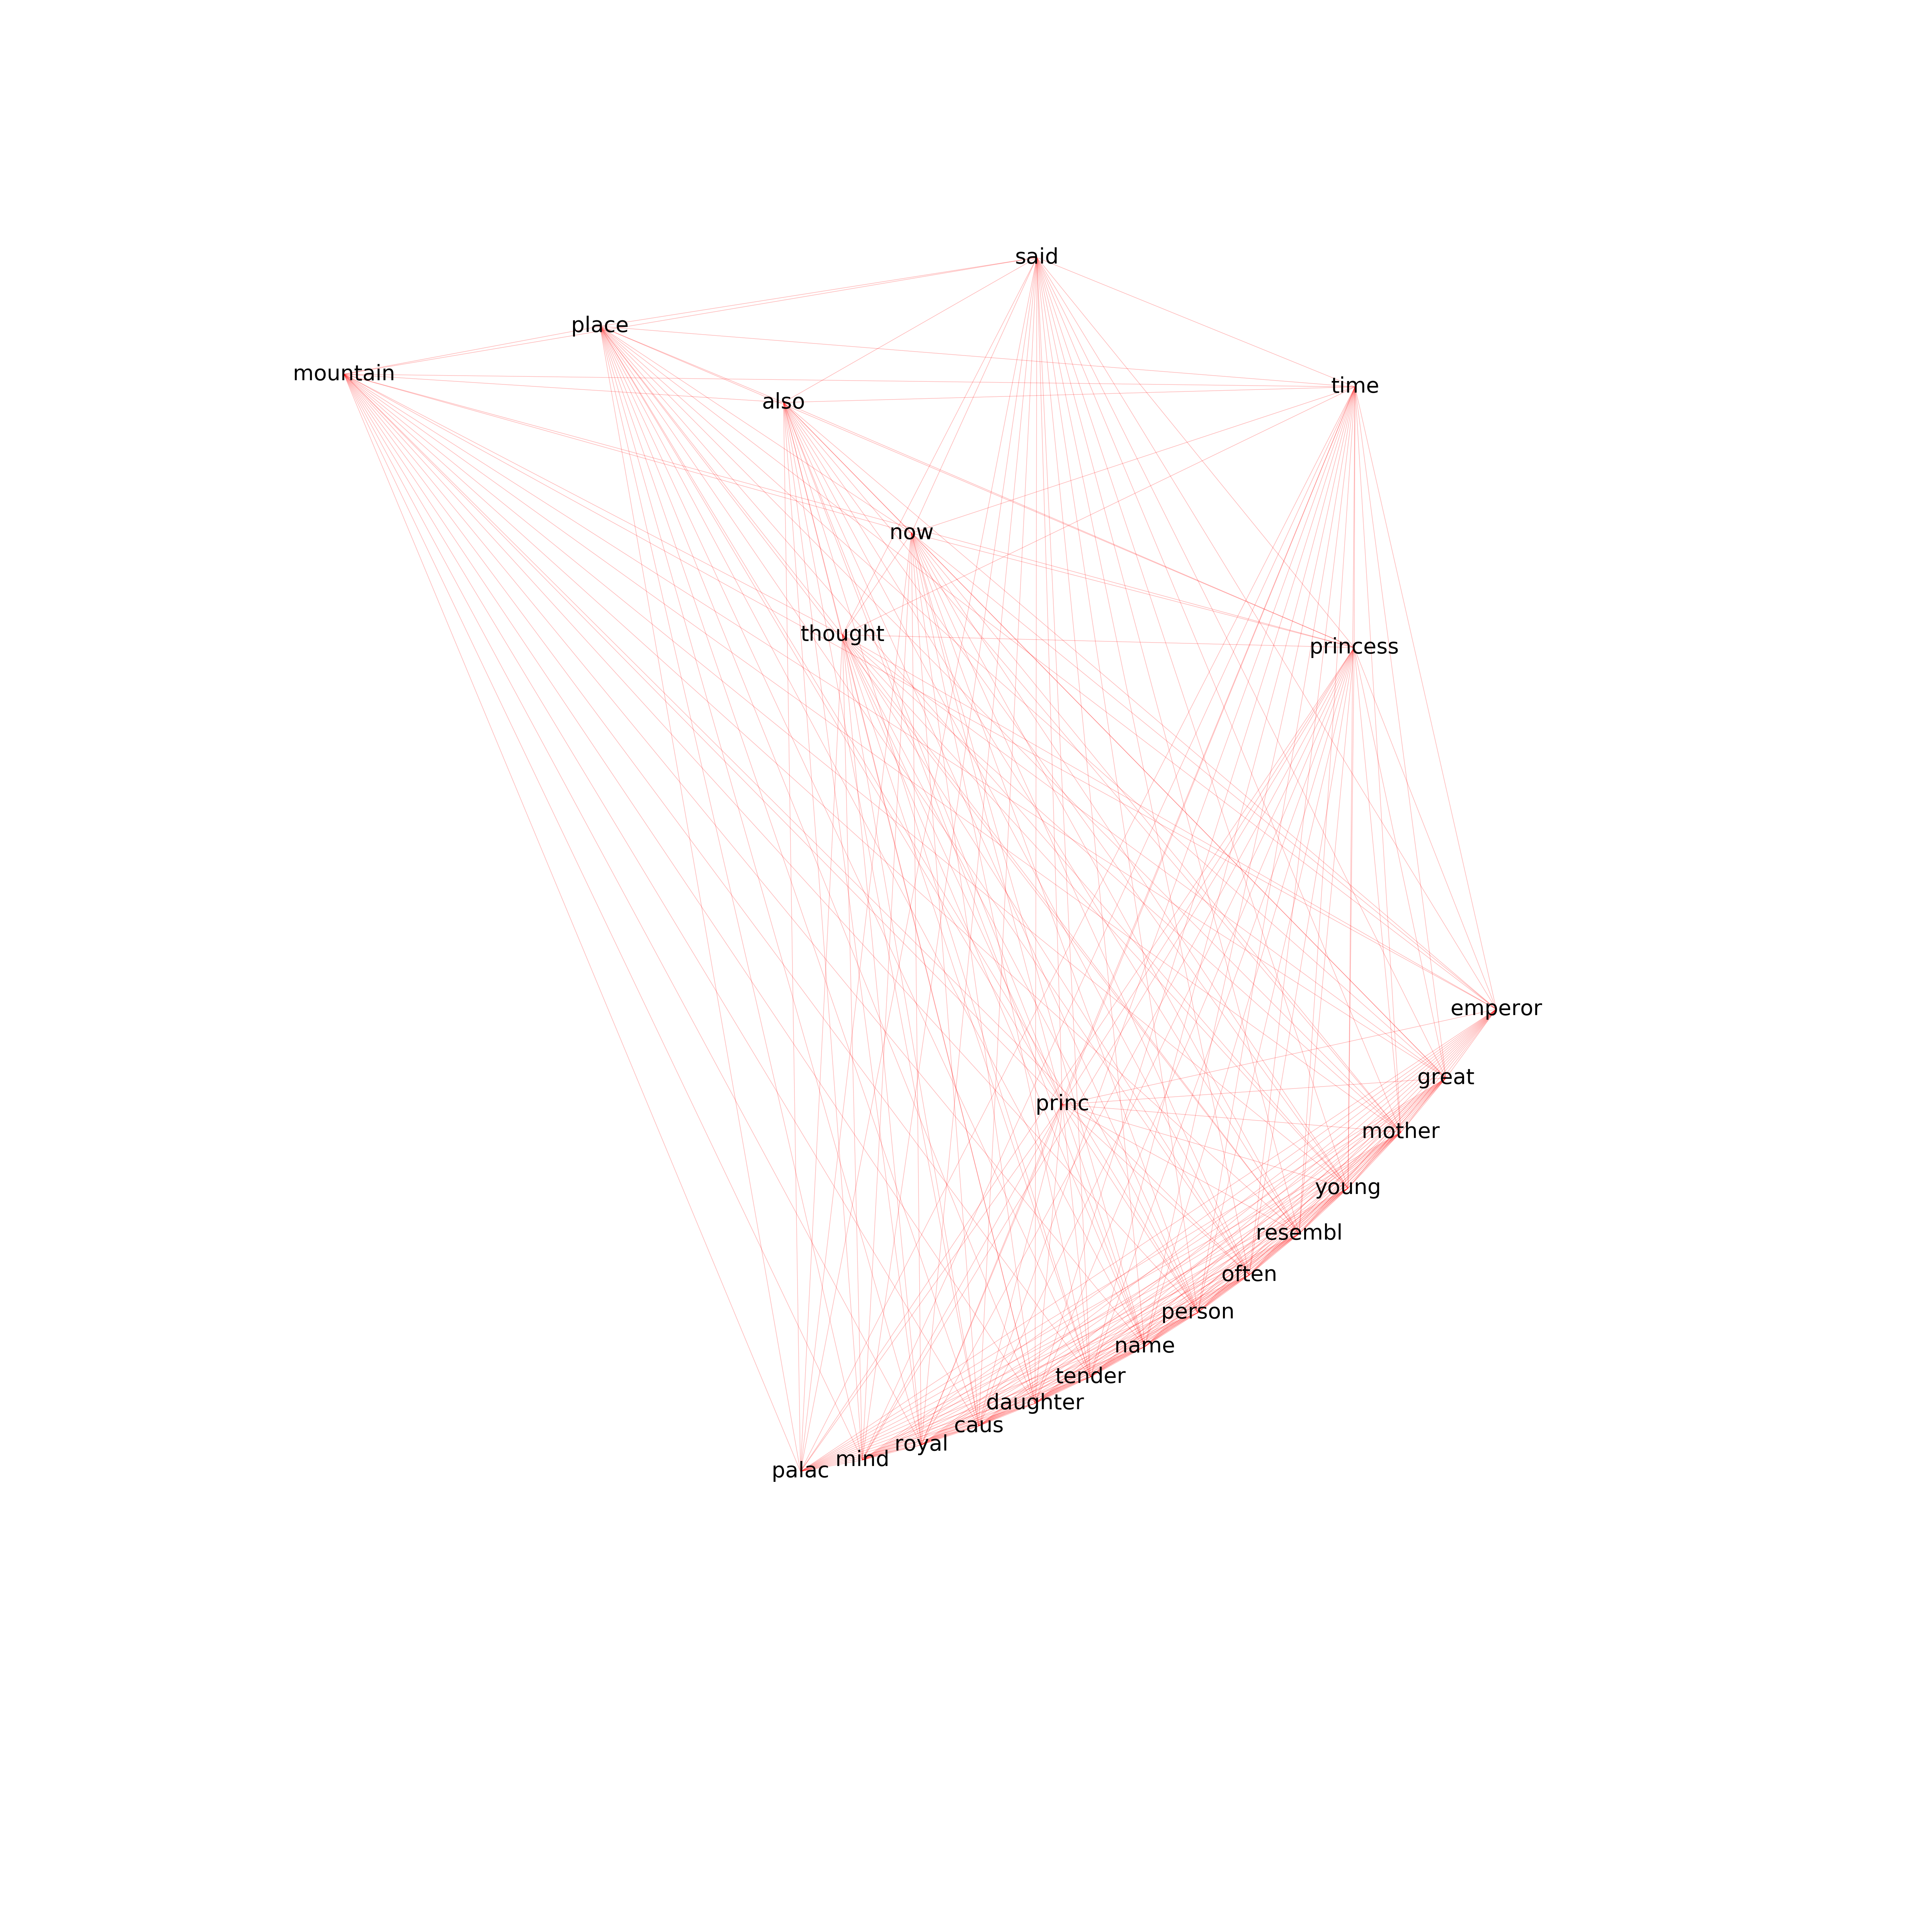 said
place
mountain
time
also
now
thought
princess
emperor
great
princ
mother
young
resembl
often
person
name
tender
daughter
caus
royal
mind
palac